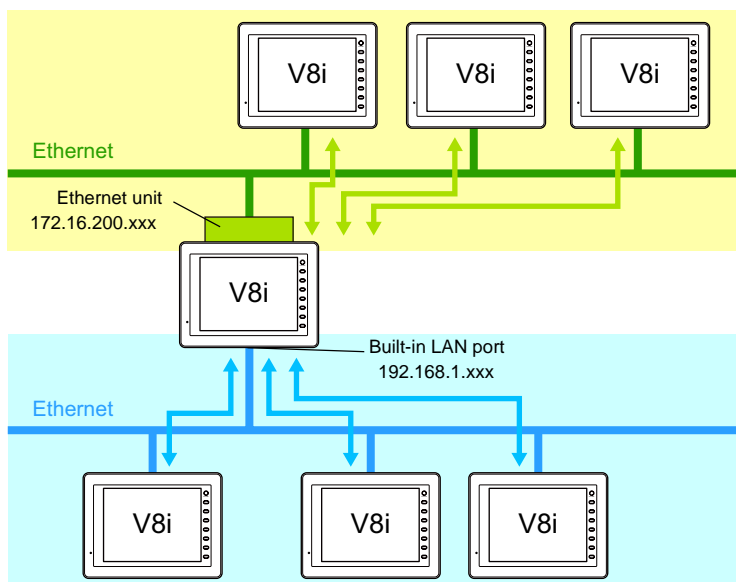 V8i
V8i
V8i
Ethernet
Ethernet unit
172.16.200.xxx
V8i
Built-in LAN port
192.168.1.xxx
Ethernet
V8i
V8i
V8i